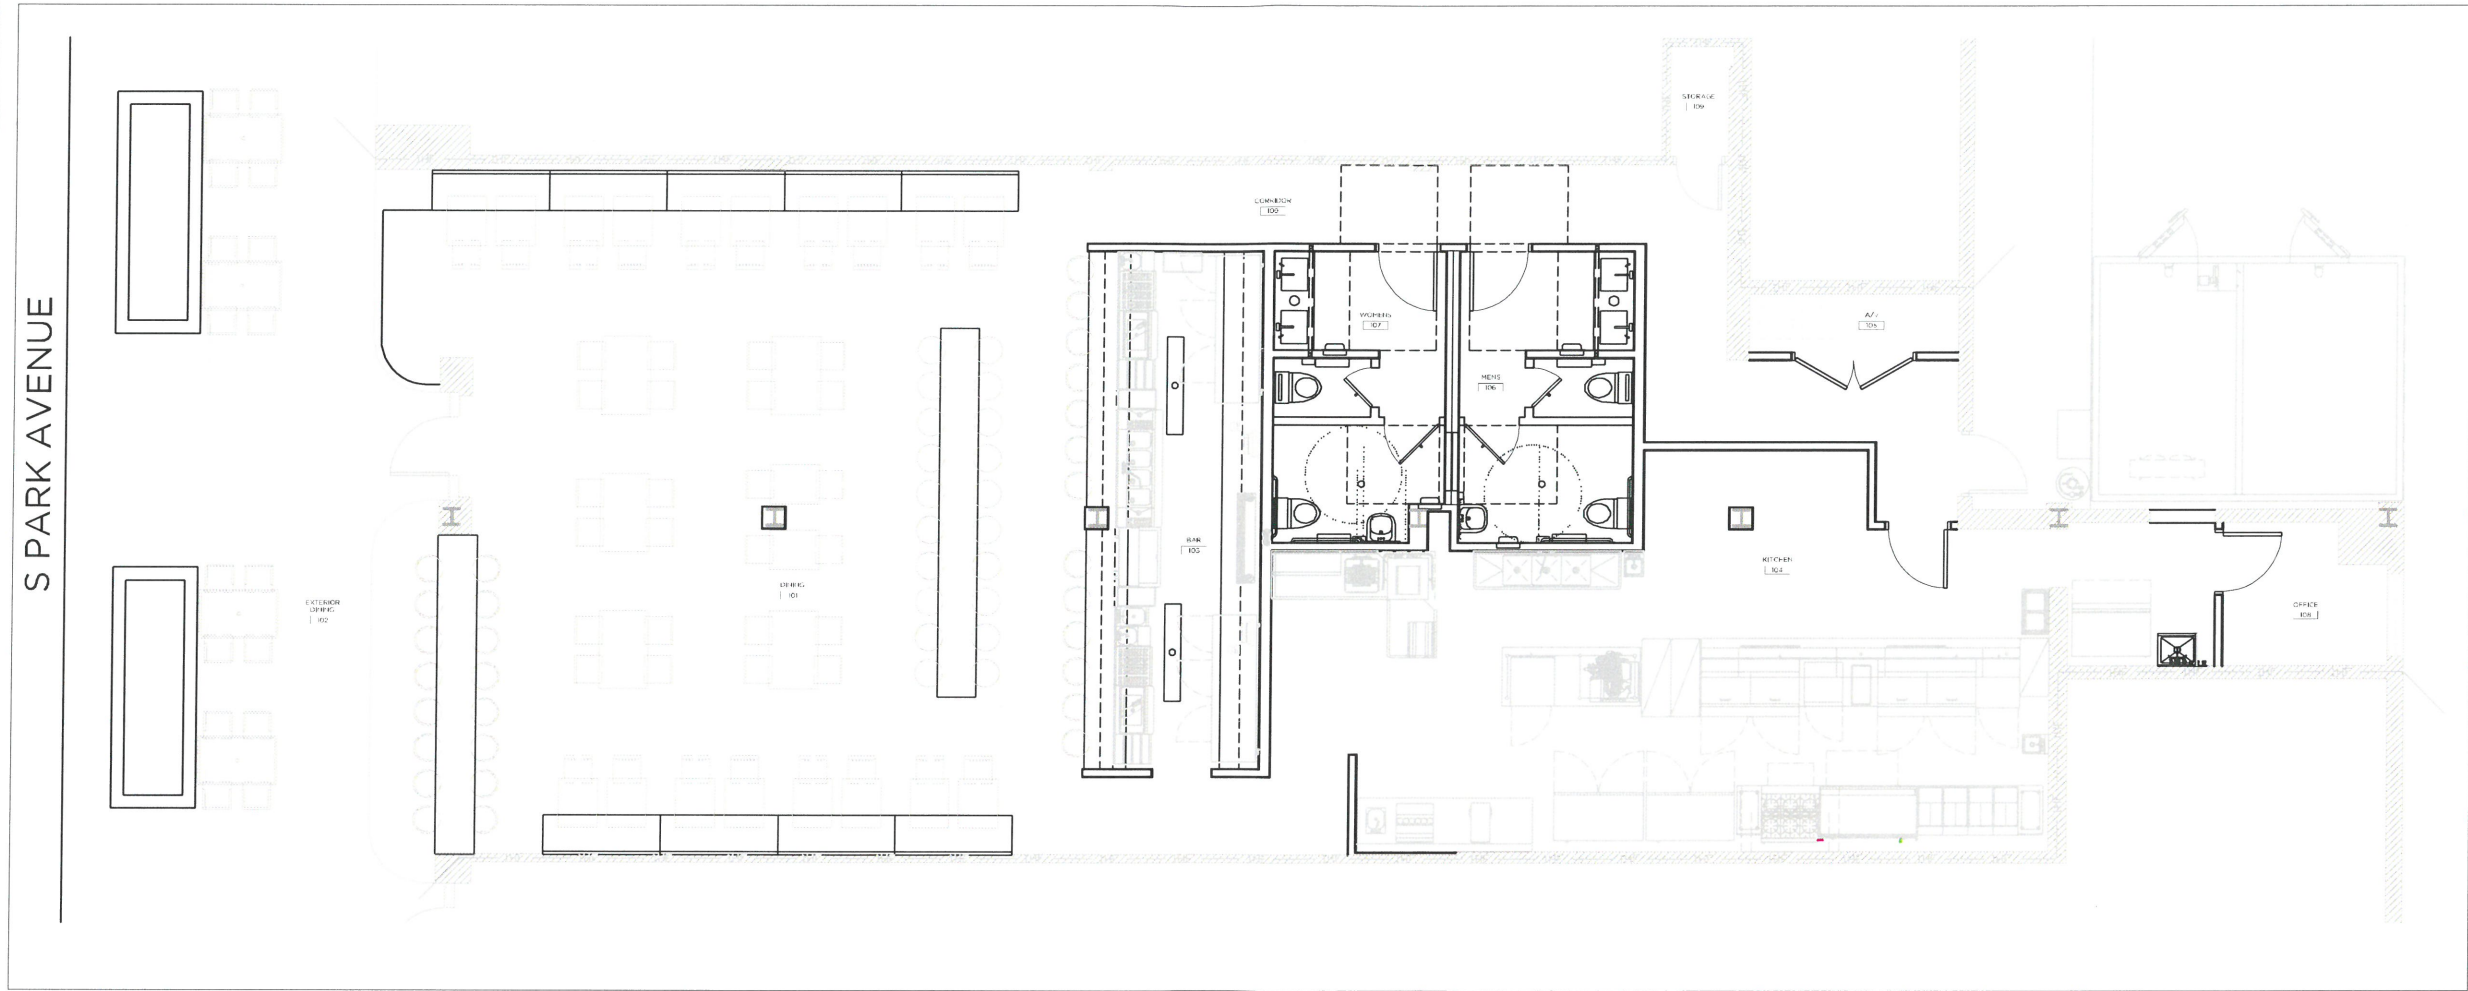 S PARK AVENUE
STORAGE
109
CORRIDOR
100
WOMENS
107
A/V
105
MENS
106
BAR
103
KITCHEN
104
DINING
101
EXTERIOR
DINING
102
OFFICE
108